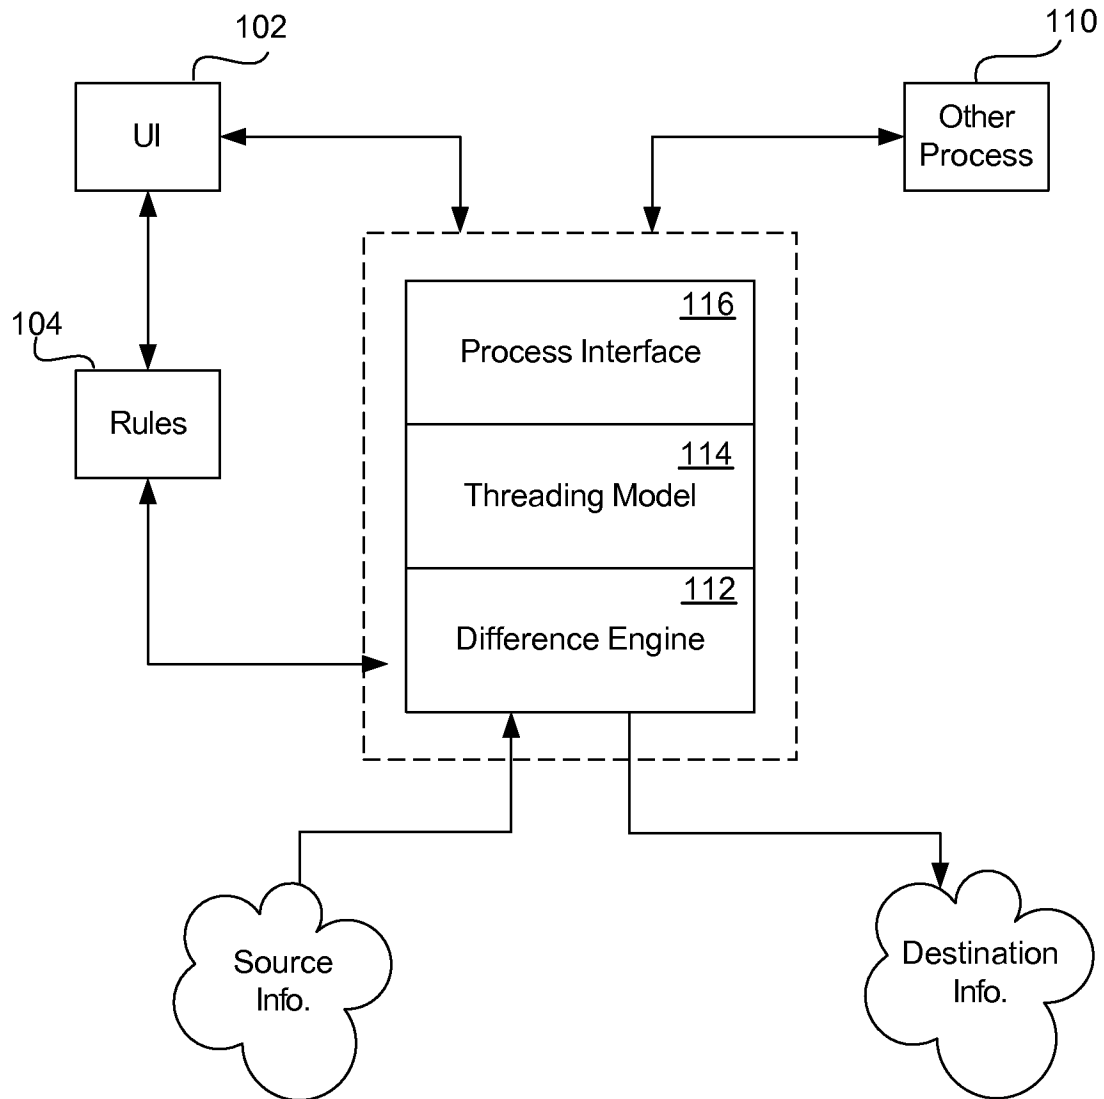 102
110
UI
Other
Process
104
Rules
116
Process Interface
114
Threading Model
112
Difference Engine
Source
Info.
Destination
Info.